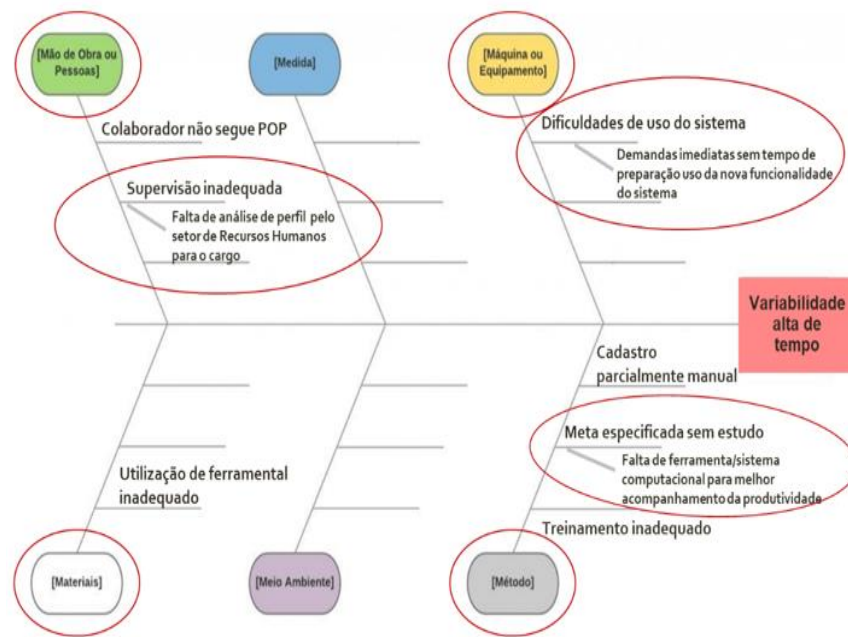 [Mão de Obra ou
Pessoas]
[Medida]
[Máquina ou
Equipamento]
Colaborador não segue POP
Dificuldades de uso do sistema
Demandas imediatas sem tempo de
preparação uso da nova funcionalidade
do sistema
Supervisão inadequada
Falta de análise de perfil pelo
setor de Recursos Humanos
para o cargo
Variabilidade
alta de
tempo
Cadastro
parcialmente manual
Meta especificada sem estudo
Falta de ferramenta/sistema
computacional para melhor
acompanhamento da produtividade
Utilização de ferramental
inadequado
Treinamento inadequado
[Materiais]
[Meio Ambiente]
[Método]